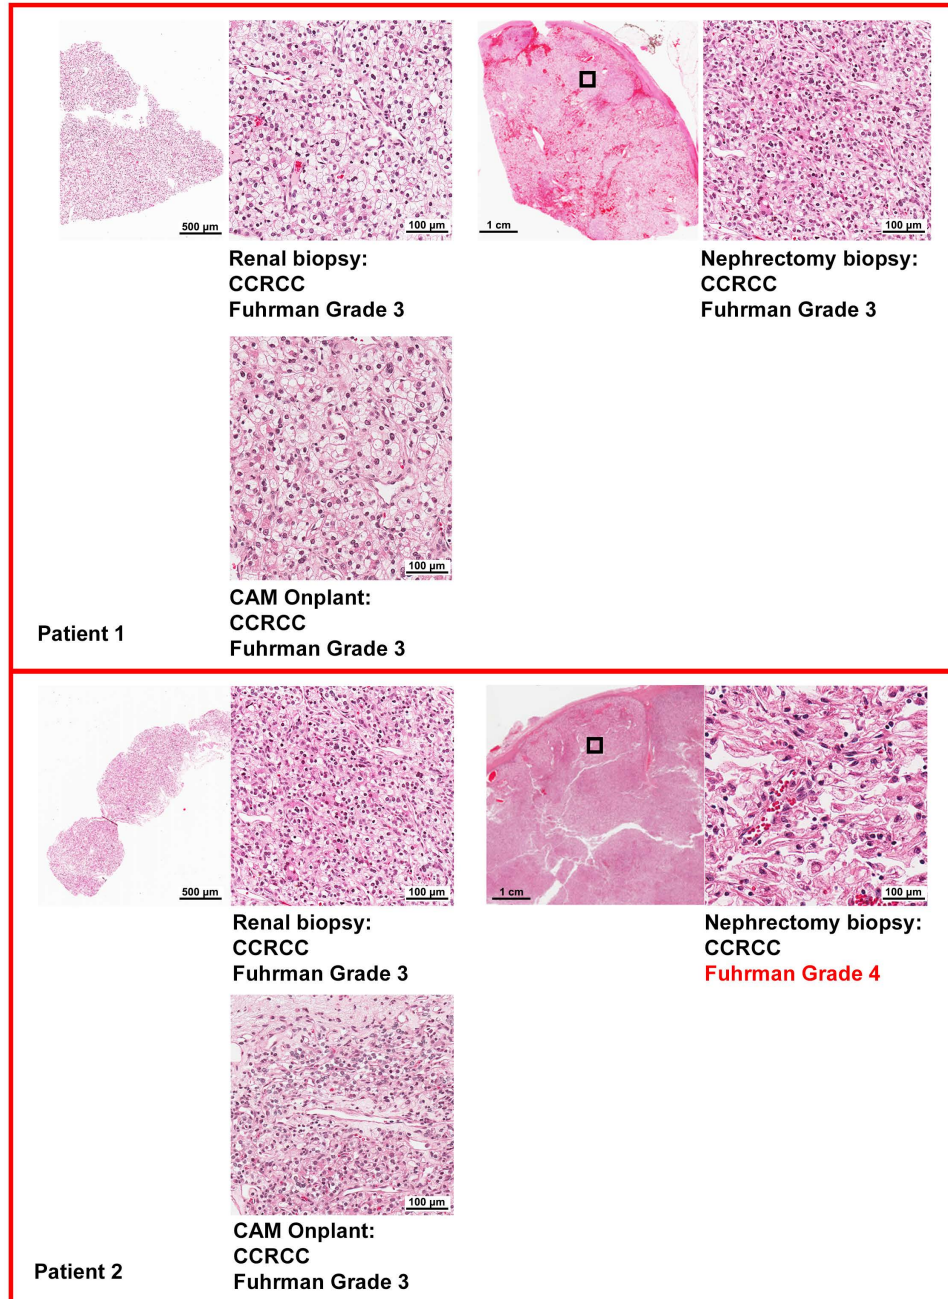 500 µm
100 µm
1 cm
100 µm
Renal biopsy:
CCRCC
Fuhrman Grade 3
Nephrectomy biopsy:
CCRCC
Fuhrman Grade 3
100 µm
CAM Onplant:
CCRCC
Fuhrman Grade 3
Patient 1
500 µm
100 µm
1 cm
100 µm
Renal biopsy:
CCRCC
Fuhrman Grade 3
Nephrectomy biopsy:
CCRCC
Fuhrman Grade 4
100 µm
CAM Onplant:
CCRCC
Fuhrman Grade 3
Patient 2